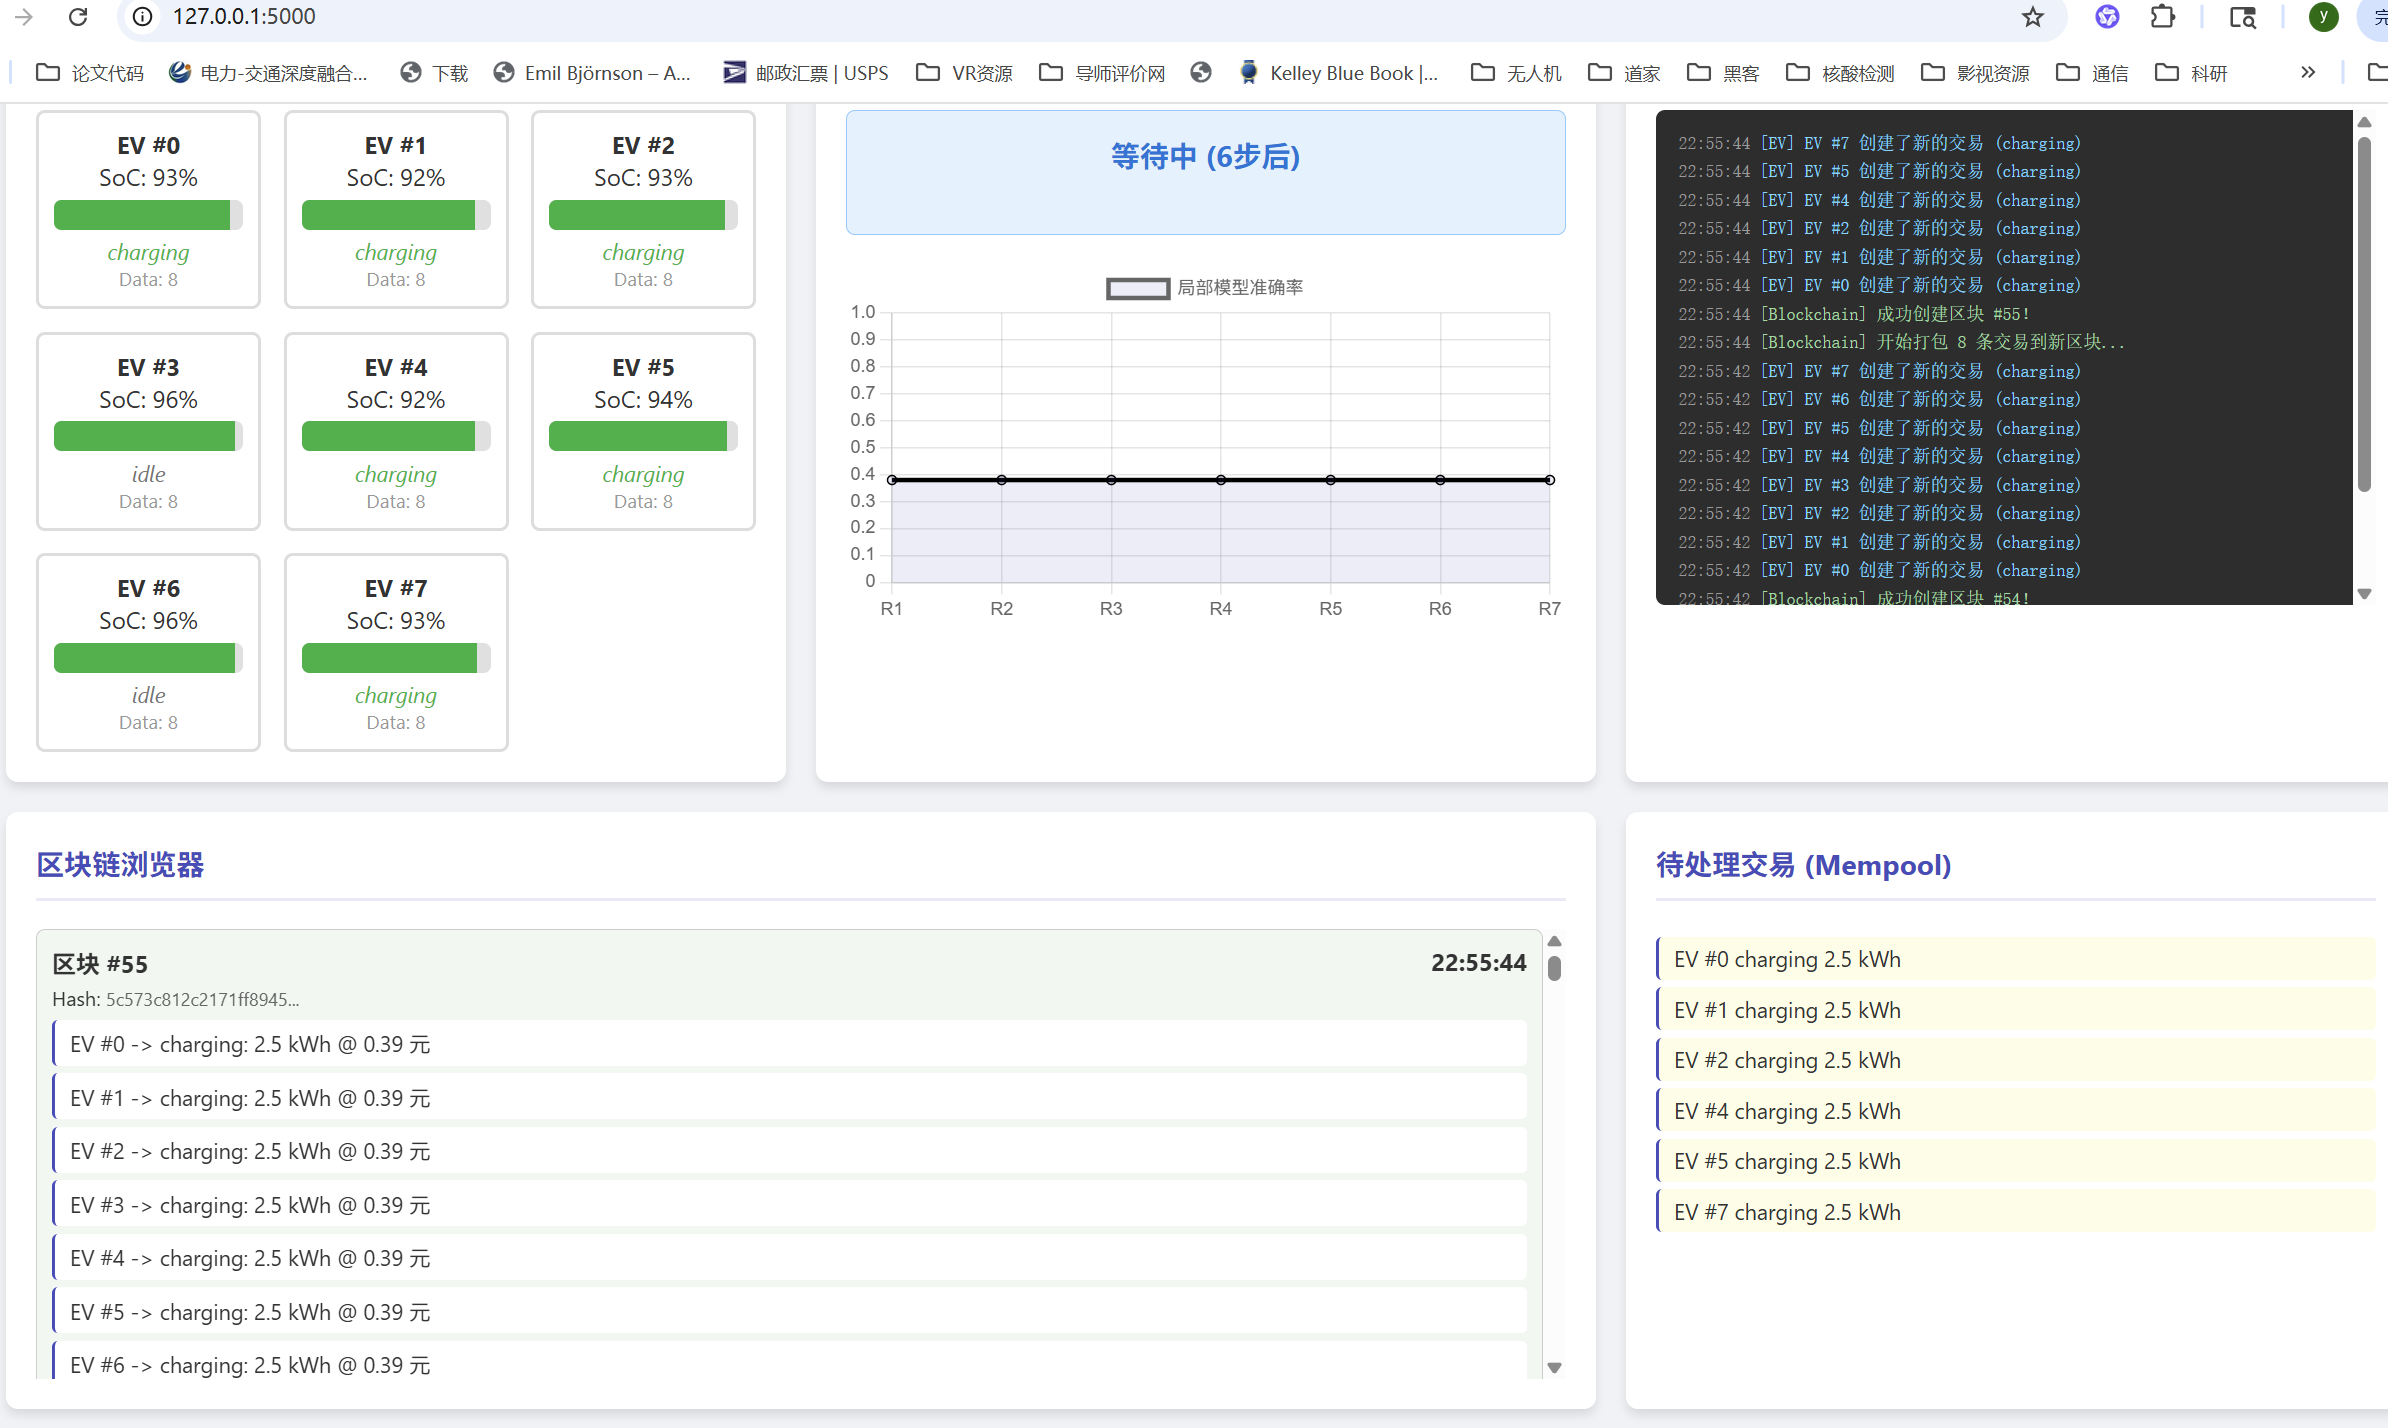 127.0.0.1:5000
y
完
论文代码
电力-交通深度融合...
下载
Emil Björnson – A...
邮政汇票 | USPS
VR资源
导师评价网
Kelley Blue Book |...
无人机
道家
黑客
核酸检测
影视资源
通信
科研
»
EV #0
SoC: 93%
charging
Data: 8
EV #1
SoC: 92%
charging
Data: 8
EV #2
SoC: 93%
charging
Data: 8
EV #3
SoC: 96%
idle
Data: 8
EV #4
SoC: 92%
charging
Data: 8
EV #5
SoC: 94%
charging
Data: 8
EV #6
SoC: 96%
idle
Data: 8
EV #7
SoC: 93%
charging
Data: 8
等待中 (6步后)
局部模型准确率
1.0
0.9
0.8
0.7
0.6
0.5
0.4
0.3
0.2
0.1
0
R1
R2
R3
R4
R5
R6
R7
22:55:44 [EV] EV #7 创建了新的交易 (charging)
22:55:44 [EV] EV #5 创建了新的交易 (charging)
22:55:44 [EV] EV #4 创建了新的交易 (charging)
22:55:44 [EV] EV #2 创建了新的交易 (charging)
22:55:44 [EV] EV #1 创建了新的交易 (charging)
22:55:44 [EV] EV #0 创建了新的交易 (charging)
22:55:44 [Blockchain] 成功创建区块 #55!
22:55:44 [Blockchain] 开始打包 8 条交易到新区块...
22:55:42 [EV] EV #7 创建了新的交易 (charging)
22:55:42 [EV] EV #6 创建了新的交易 (charging)
22:55:42 [EV] EV #5 创建了新的交易 (charging)
22:55:42 [EV] EV #4 创建了新的交易 (charging)
22:55:42 [EV] EV #3 创建了新的交易 (charging)
22:55:42 [EV] EV #2 创建了新的交易 (charging)
22:55:42 [EV] EV #1 创建了新的交易 (charging)
22:55:42 [EV] EV #0 创建了新的交易 (charging)
22:55:42 [Blockchain] 成功创建区块 #54!
区块链浏览器
区块 #55
22:55:44
Hash: 5c573c812c2171ff8945...
EV #0 -> charging: 2.5 kWh @ 0.39 元
EV #1 -> charging: 2.5 kWh @ 0.39 元
EV #2 -> charging: 2.5 kWh @ 0.39 元
EV #3 -> charging: 2.5 kWh @ 0.39 元
EV #4 -> charging: 2.5 kWh @ 0.39 元
EV #5 -> charging: 2.5 kWh @ 0.39 元
EV #6 -> charging: 2.5 kWh @ 0.39 元
待处理交易 (Mempool)
EV #0 charging 2.5 kWh
EV #1 charging 2.5 kWh
EV #2 charging 2.5 kWh
EV #4 charging 2.5 kWh
EV #5 charging 2.5 kWh
EV #7 charging 2.5 kWh